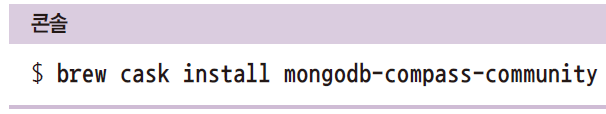 콘솔
$ brew cask install mongodb-compass-community